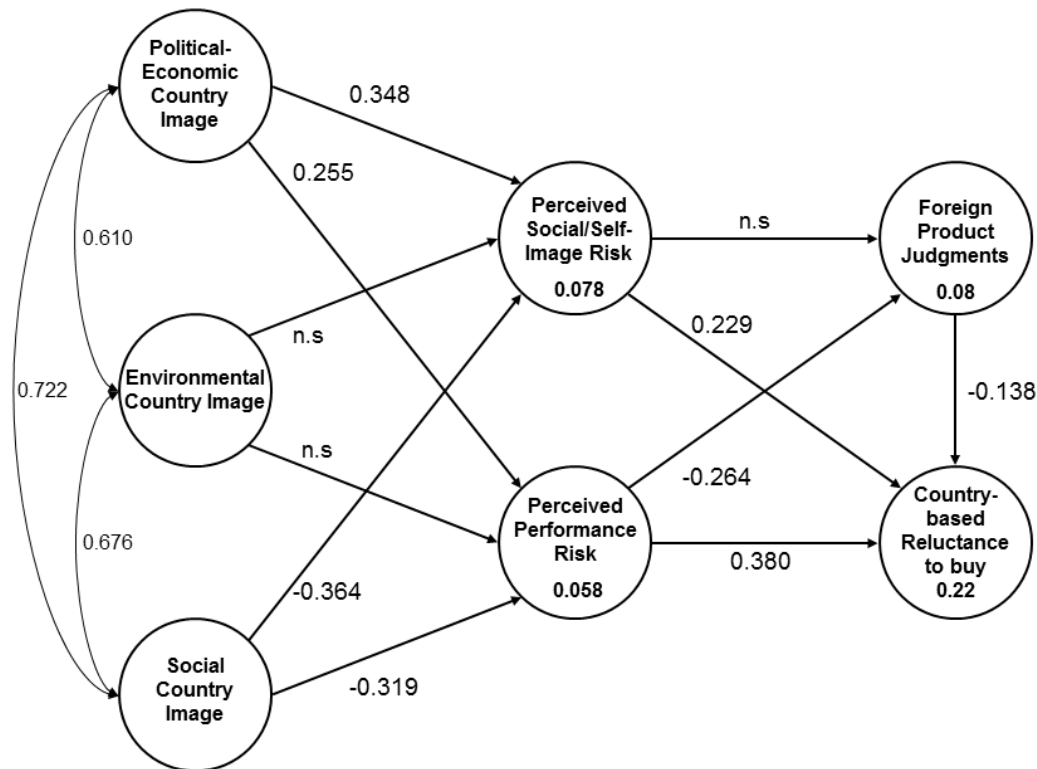 Political-
Economic
Country
Image
0.348
0.255
0.610
Perceived
Social/Self-
Image Risk
0.078
n.s
Foreign
Product
Judgments
0.08
n.s
0.229
0.722
Environmental
Country Image
-0.138
n.s
0.676
-0.264
Perceived
Performance
Risk
0.058
Country-
based
Reluctance
to buy
0.22
0.380
-0.364
Social
Country
Image
-0.319